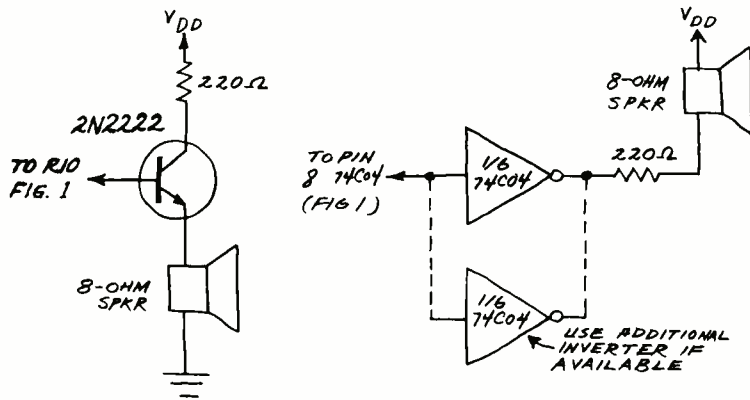 VDD
220Ω
2N2222
TO R10
FIG. 1
8-OHM
SPKR
VDD
8-OHM
SPKR
TO PIN
8 74C04
(FIG 1)
1/6
74C04
220Ω
1/6
74C04
USE ADDITIONAL
INVERTER IF
AVAILABLE